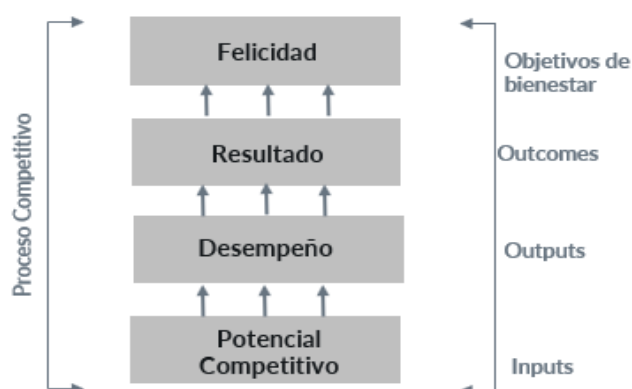 Felicidad
Objetivos de
bienestar
Resultado
Outcomes
Proceso Competitivo
Desempeño
Outputs
Potencial
Competitivo
Inputs